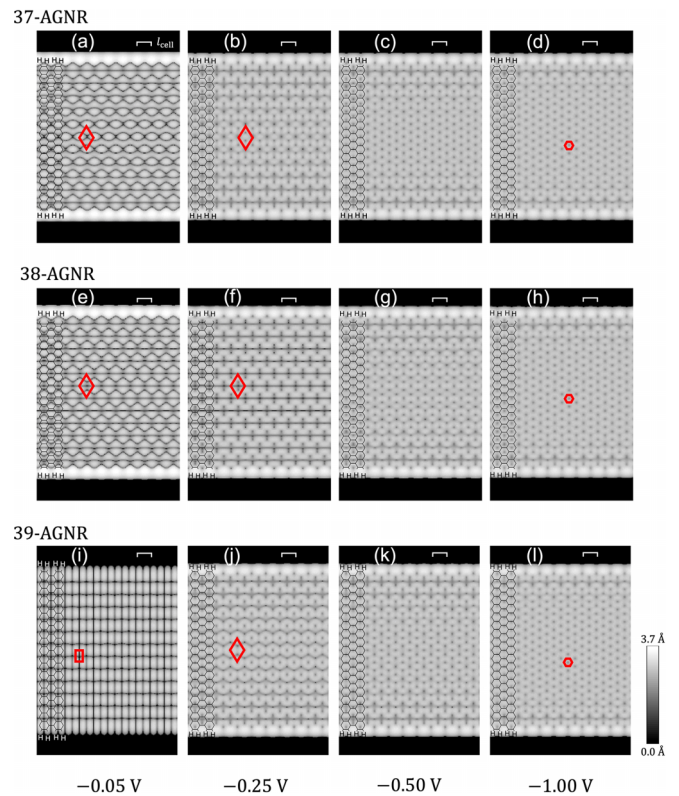 37-AGNR
(a) l_cell (b) (c) (d)
H H H H H H H H H H H H H H H H
H H H H H H H H H H H H H H H H
38-AGNR
(e) (f) (g) (h)
H H H H H H H H H H H H H H H H
H H H H H H H H H H H H H H H H
39-AGNR
(i) (j) (k) (l)
H H H H H H H H H H H H H H H H
3.7 Å
H H H H H H H H H H H H H H H H
0.0 Å
−0.05 V −0.25 V −0.50 V −1.00 V